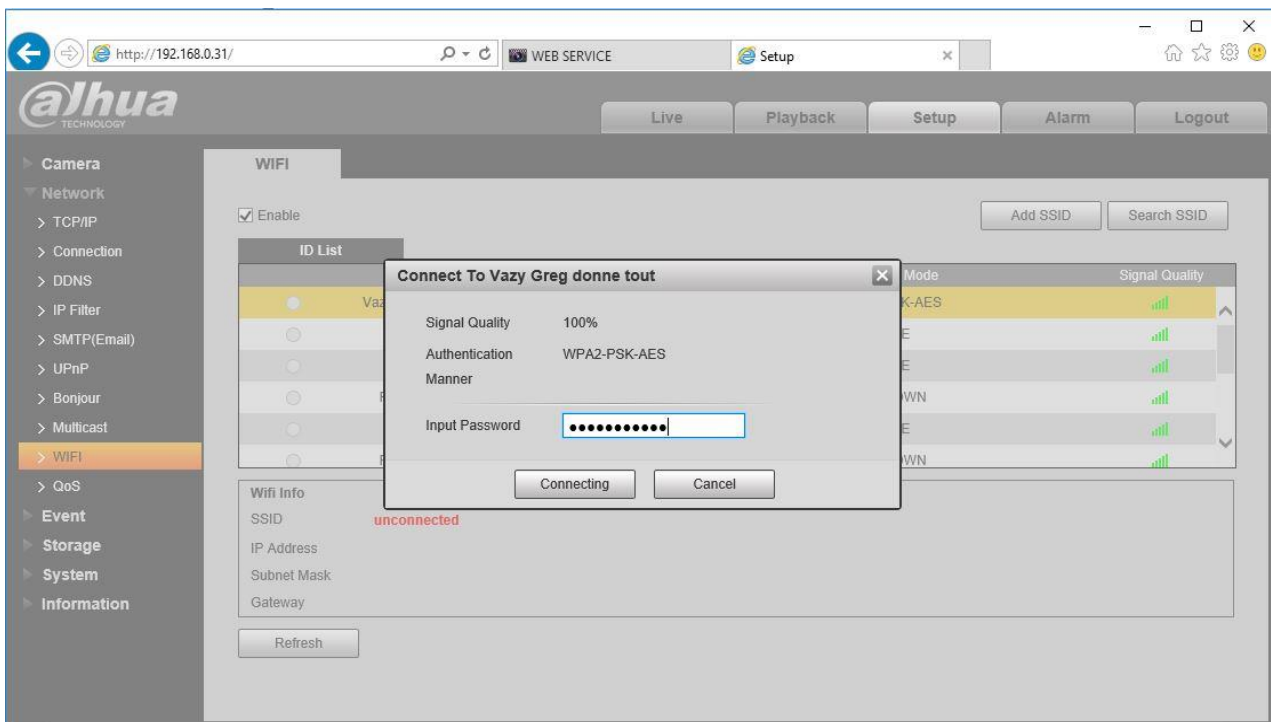 http://192.168.0.31/
WEB SERVICE
Setup
alhua
TECHNOLOGY
Live
Playback
Setup
Alarm
Logout
Camera
Network
TCP/IP
Connection
DDNS
IP Filter
SMTP(Email)
UPnP
Bonjour
Multicast
WIFI
QoS
Event
Storage
System
Information
WIFI
Enable
Add SSID
Search SSID
ID List
Mode
Signal Quality
Vaz
K-AES
E
E
WN
E
WN
Connect To Vazy Greg donne tout
Signal Quality 100%
Authentication WPA2-PSK-AES
Manner
Input Password
Connecting
Cancel
Wifi Info
SSID unconnected
IP Address
Subnet Mask
Gateway
Refresh